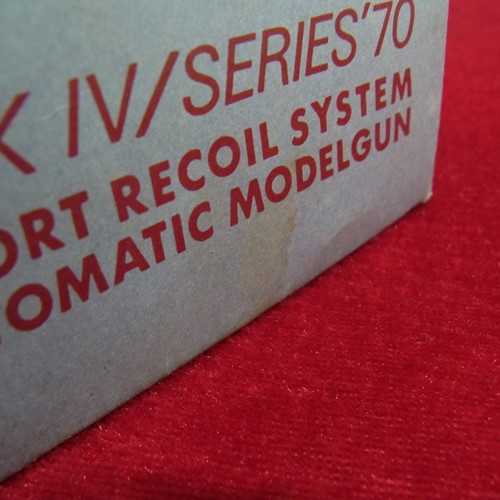 K IV/SERIES'70
ORT RECOIL SYSTEM
OMATIC MODELGUN